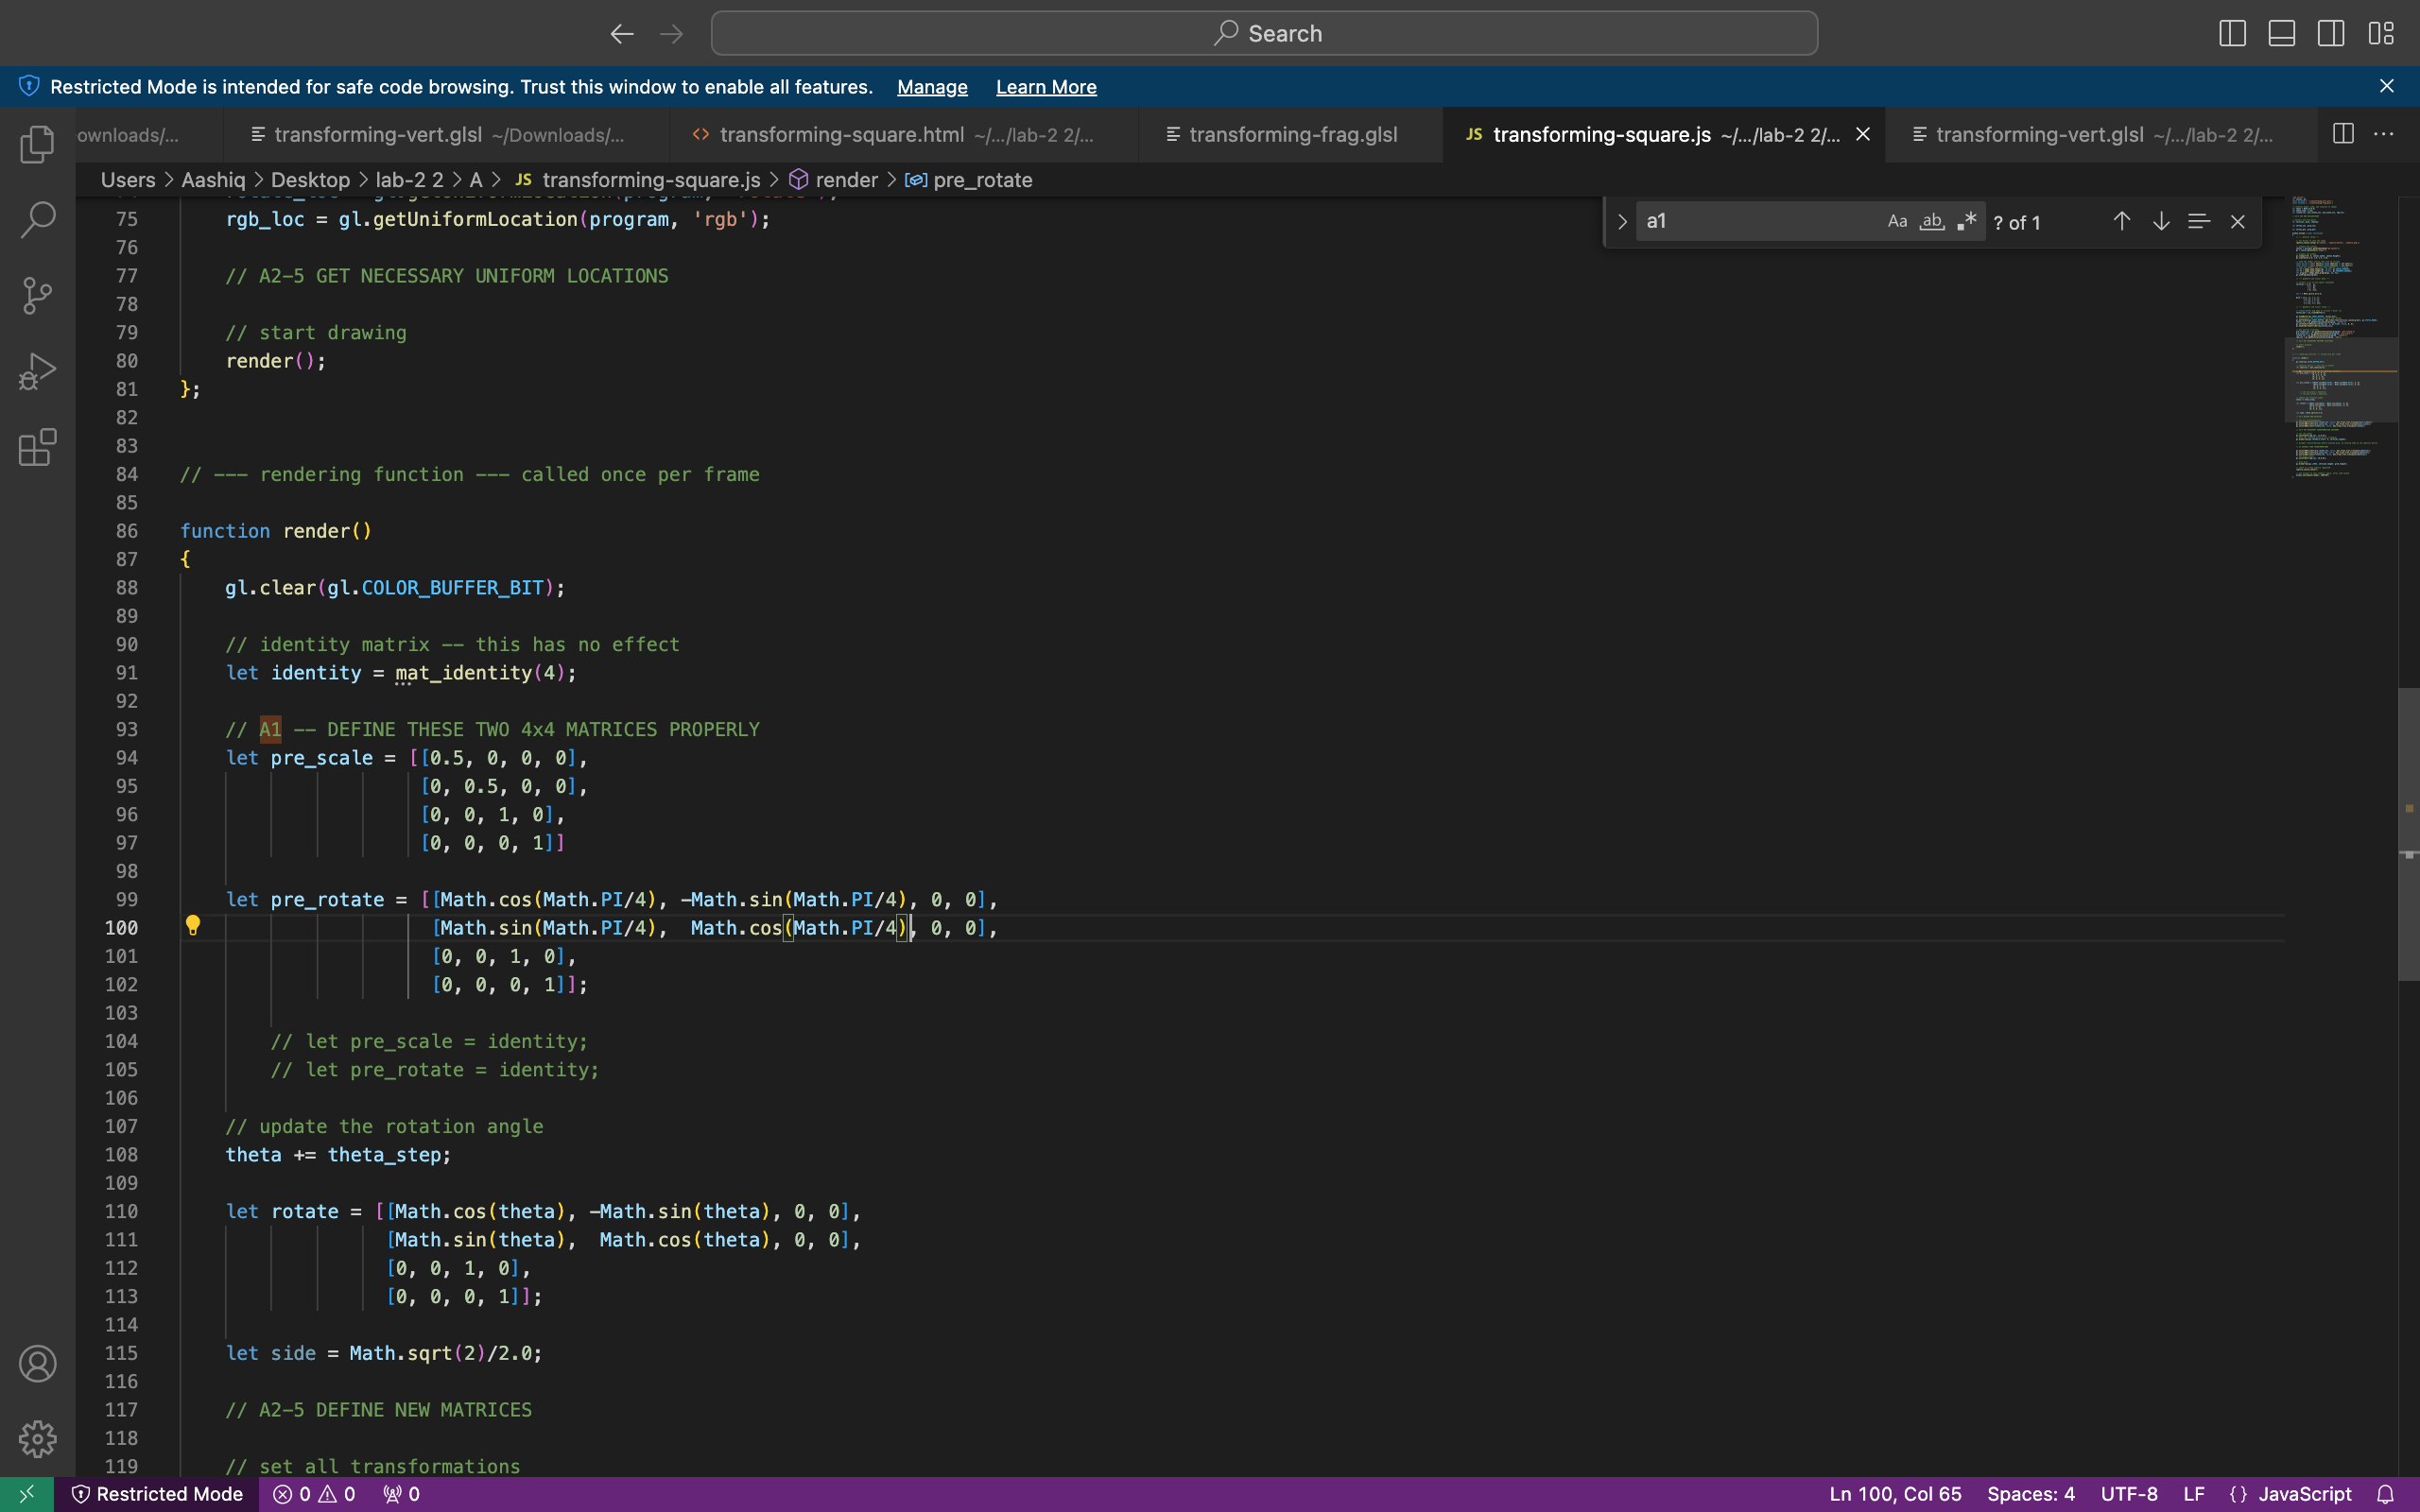 Search
Restricted Mode is intended for safe code browsing. Trust this window to enable all features. Manage Learn More
ownloads/... transforming-vert.glsl ~/Downloads/... transforming-square.html ~/.../lab-2 2/... transforming-frag.glsl JS transforming-square.js ~/.../lab-2 2/... transforming-vert.glsl ~/.../lab-2 2/...
Users > Aashiq > Desktop > lab-2 2 > A > JS transforming-square.js > render > pre_rotate
a1 Aa ab .* ? of 1
75 rgb_loc = gl.getUniformLocation(program, 'rgb');
76
77 // A2-5 GET NECESSARY UNIFORM LOCATIONS
78
79 // start drawing
80 render();
81 };
82
83
84 // --- rendering function --- called once per frame
85
86 function render()
87 {
88 gl.clear(gl.COLOR_BUFFER_BIT);
89
90 // identity matrix -- this has no effect
91 let identity = mat_identity(4);
92
93 // A1 -- DEFINE THESE TWO 4x4 MATRICES PROPERLY
94 let pre_scale = [[0.5, 0, 0, 0],
95 [0, 0.5, 0, 0],
96 [0, 0, 1, 0],
97 [0, 0, 0, 1]]
98
99 let pre_rotate = [[Math.cos(Math.PI/4), -Math.sin(Math.PI/4), 0, 0],
100 [Math.sin(Math.PI/4), Math.cos(Math.PI/4), 0, 0],
101 [0, 0, 1, 0],
102 [0, 0, 0, 1]];
103
104 // let pre_scale = identity;
105 // let pre_rotate = identity;
106
107 // update the rotation angle
108 theta += theta_step;
109
110 let rotate = [[Math.cos(theta), -Math.sin(theta), 0, 0],
111 [Math.sin(theta), Math.cos(theta), 0, 0],
112 [0, 0, 1, 0],
113 [0, 0, 0, 1]];
114
115 let side = Math.sqrt(2)/2.0;
116
117 // A2-5 DEFINE NEW MATRICES
118
119 // set all transformations
Restricted Mode 0 0 0 Ln 100, Col 65 Spaces: 4 UTF-8 LF {} JavaScript